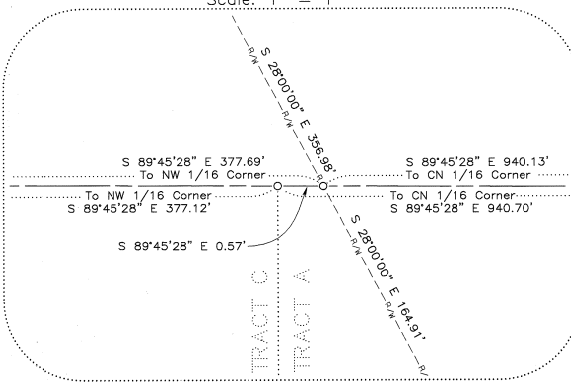 Scale: 1" = 1'
R/W
S 28°00'00" E 356.98'
R/W
R/W
S 89°45'28" E 377.69'
To NW 1/16 Corner
S 89°45'28" E 940.13'
To CN 1/16 Corner
To NW 1/16 Corner
S 89°45'28" E 377.12'
To CN 1/16 Corner
S 89°45'28" E 940.70'
S 89°45'28" E 0.57'
S 28°00'00" E 164.91'
R/W
R/W
R/
TRACT C
TRACT A